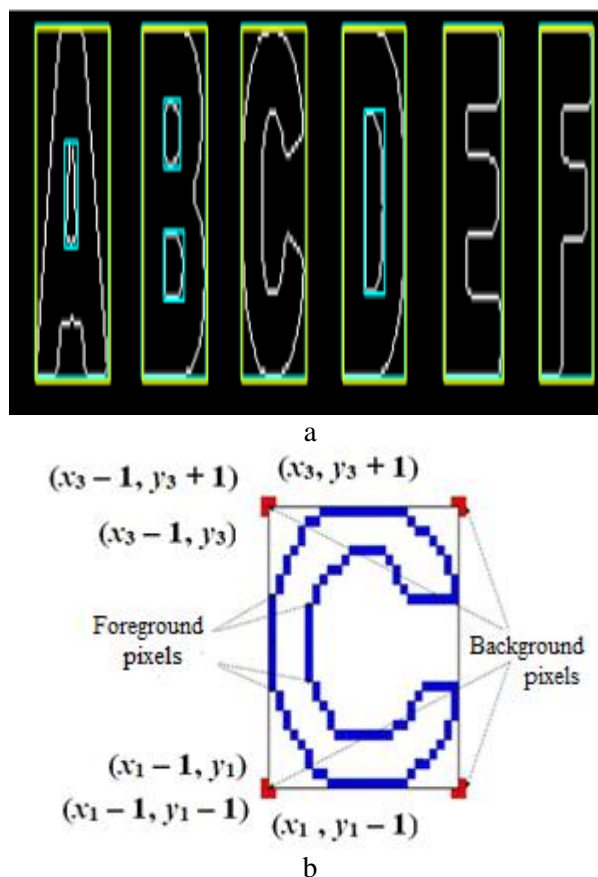 A B C D E F
a
(x₃ − 1, y₃ + 1) (x₃, y₃ + 1)
(x₃ − 1, y₃)
Foreground
pixels
Background
pixels
(x₁ − 1, y₁)
(x₁ − 1, y₁ − 1) (x₁ , y₁ − 1)
C
b